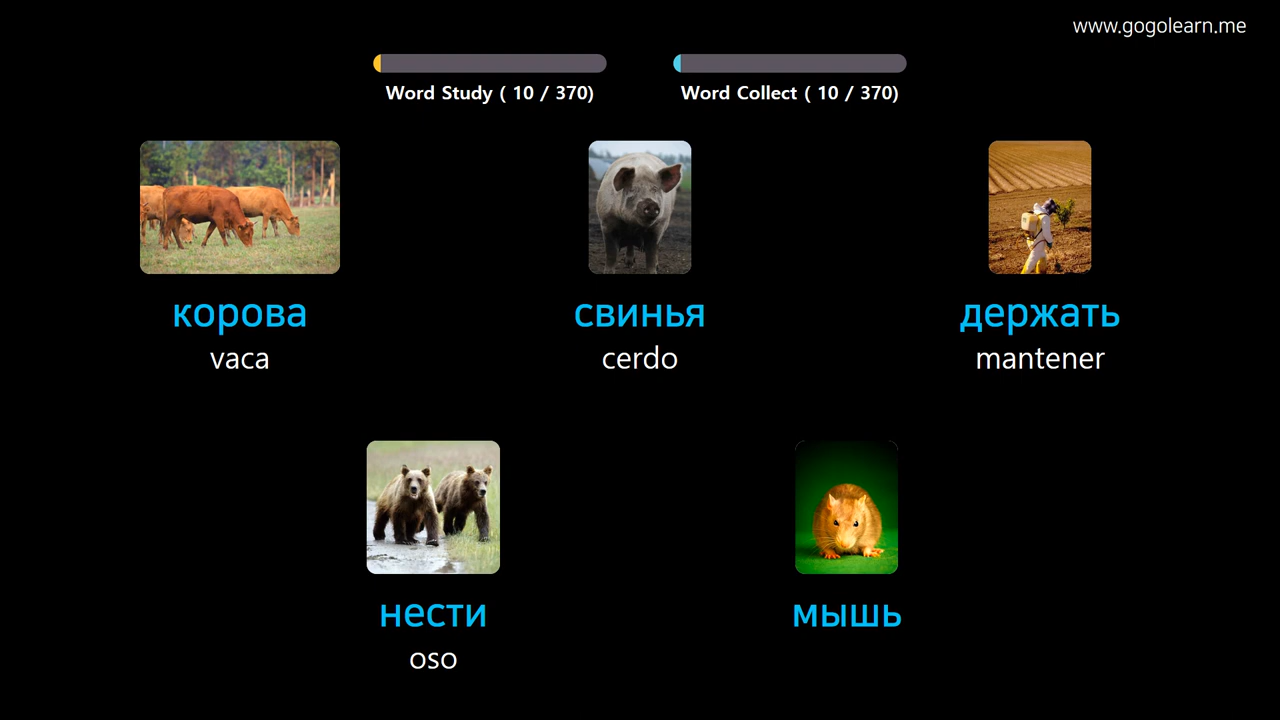 www.gogolearn.me
Word Study ( 10 / 370)
Word Collect ( 10 / 370)
корова
vaca
свинья
cerdo
держать
mantener
нести
oso
мышь